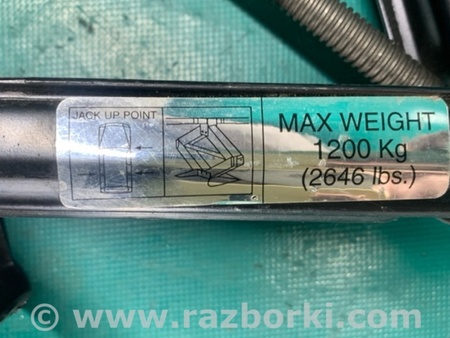 JACK UP POINT
MAX WEIGHT
1200 Kg
(2646 lbs.)
© www.razborki.com